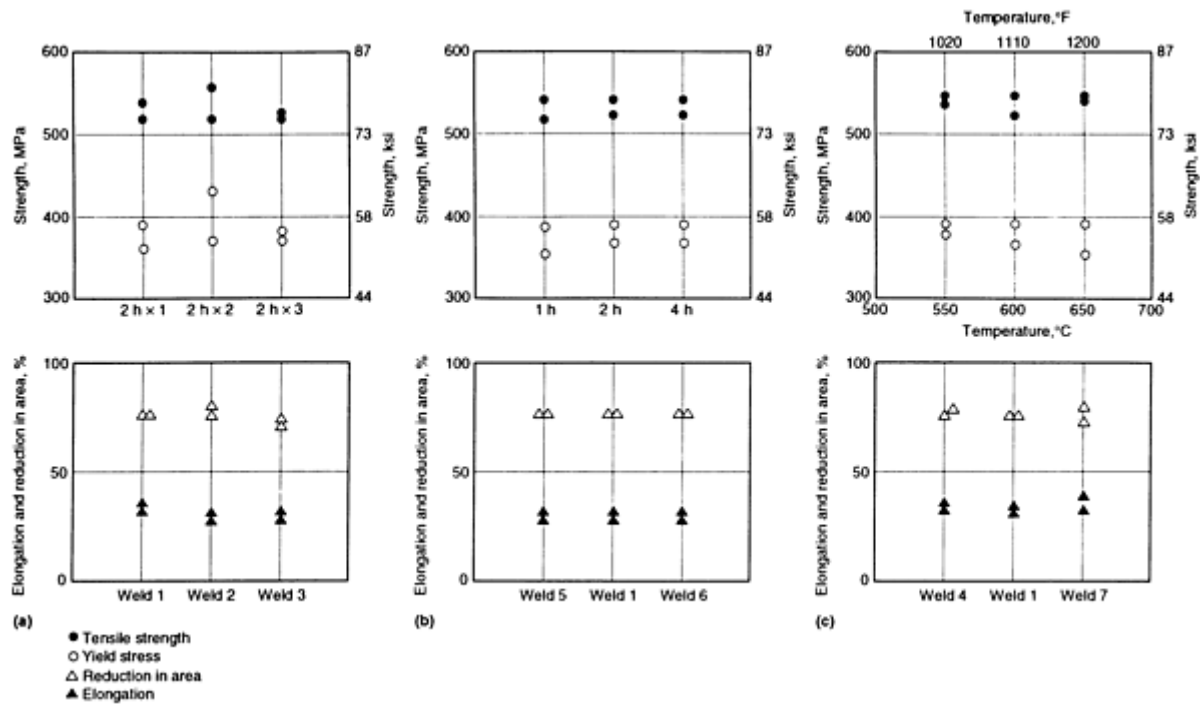 Temperature,°F
1020 1110 1200
600 87 600 87 600 87
500 73 500 73 500 73
400 58 400 58 400 58
300 44 300 44 300 44
Strength, MPa
Strength, ksi
Strength, MPa
Strength, ksi
Strength, MPa
Strength, ksi
2 h × 1 2 h × 2 2 h × 3
1 h 2 h 4 h
500 550 600 650 700
Temperature,°C
100 100 100
50 50 50
0 0 0
Elongation and reduction in area, %
Elongation and reduction in area, %
Elongation and reduction in area, %
Weld 1 Weld 2 Weld 3
Weld 5 Weld 1 Weld 6
Weld 4 Weld 1 Weld 7
(a) (b) (c)
Tensile strength
Yield stress
Reduction in area
Elongation